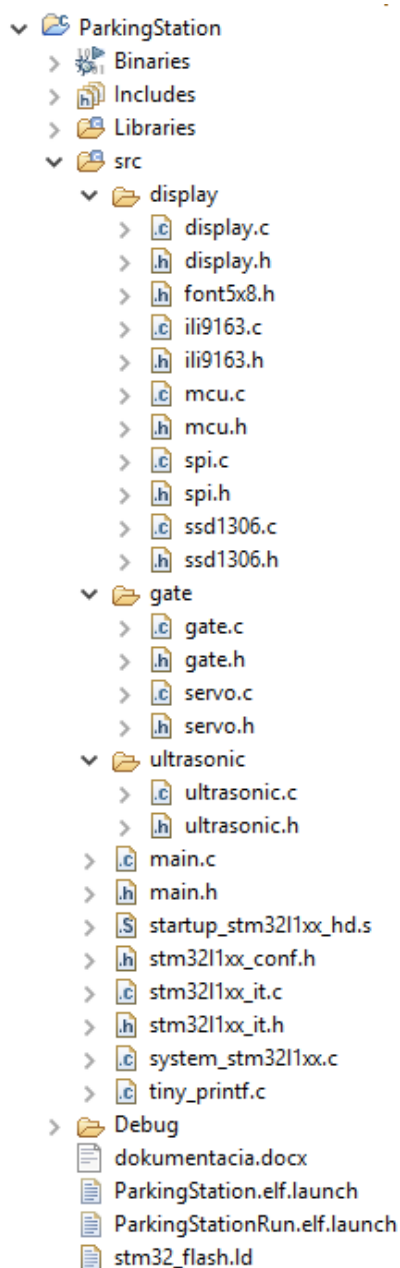 ParkingStation
Binaries
Includes
Libraries
src
display
display.c
display.h
font5x8.h
ili9163.c
ili9163.h
mcu.c
mcu.h
spi.c
spi.h
ssd1306.c
ssd1306.h
gate
gate.c
gate.h
servo.c
servo.h
ultrasonic
ultrasonic.c
ultrasonic.h
main.c
main.h
startup_stm32l1xx_hd.s
stm32l1xx_conf.h
stm32l1xx_it.c
stm32l1xx_it.h
system_stm32l1xx.c
tiny_printf.c
Debug
dokumentacia.docx
ParkingStation.elf.launch
ParkingStationRun.elf.launch
stm32_flash.ld